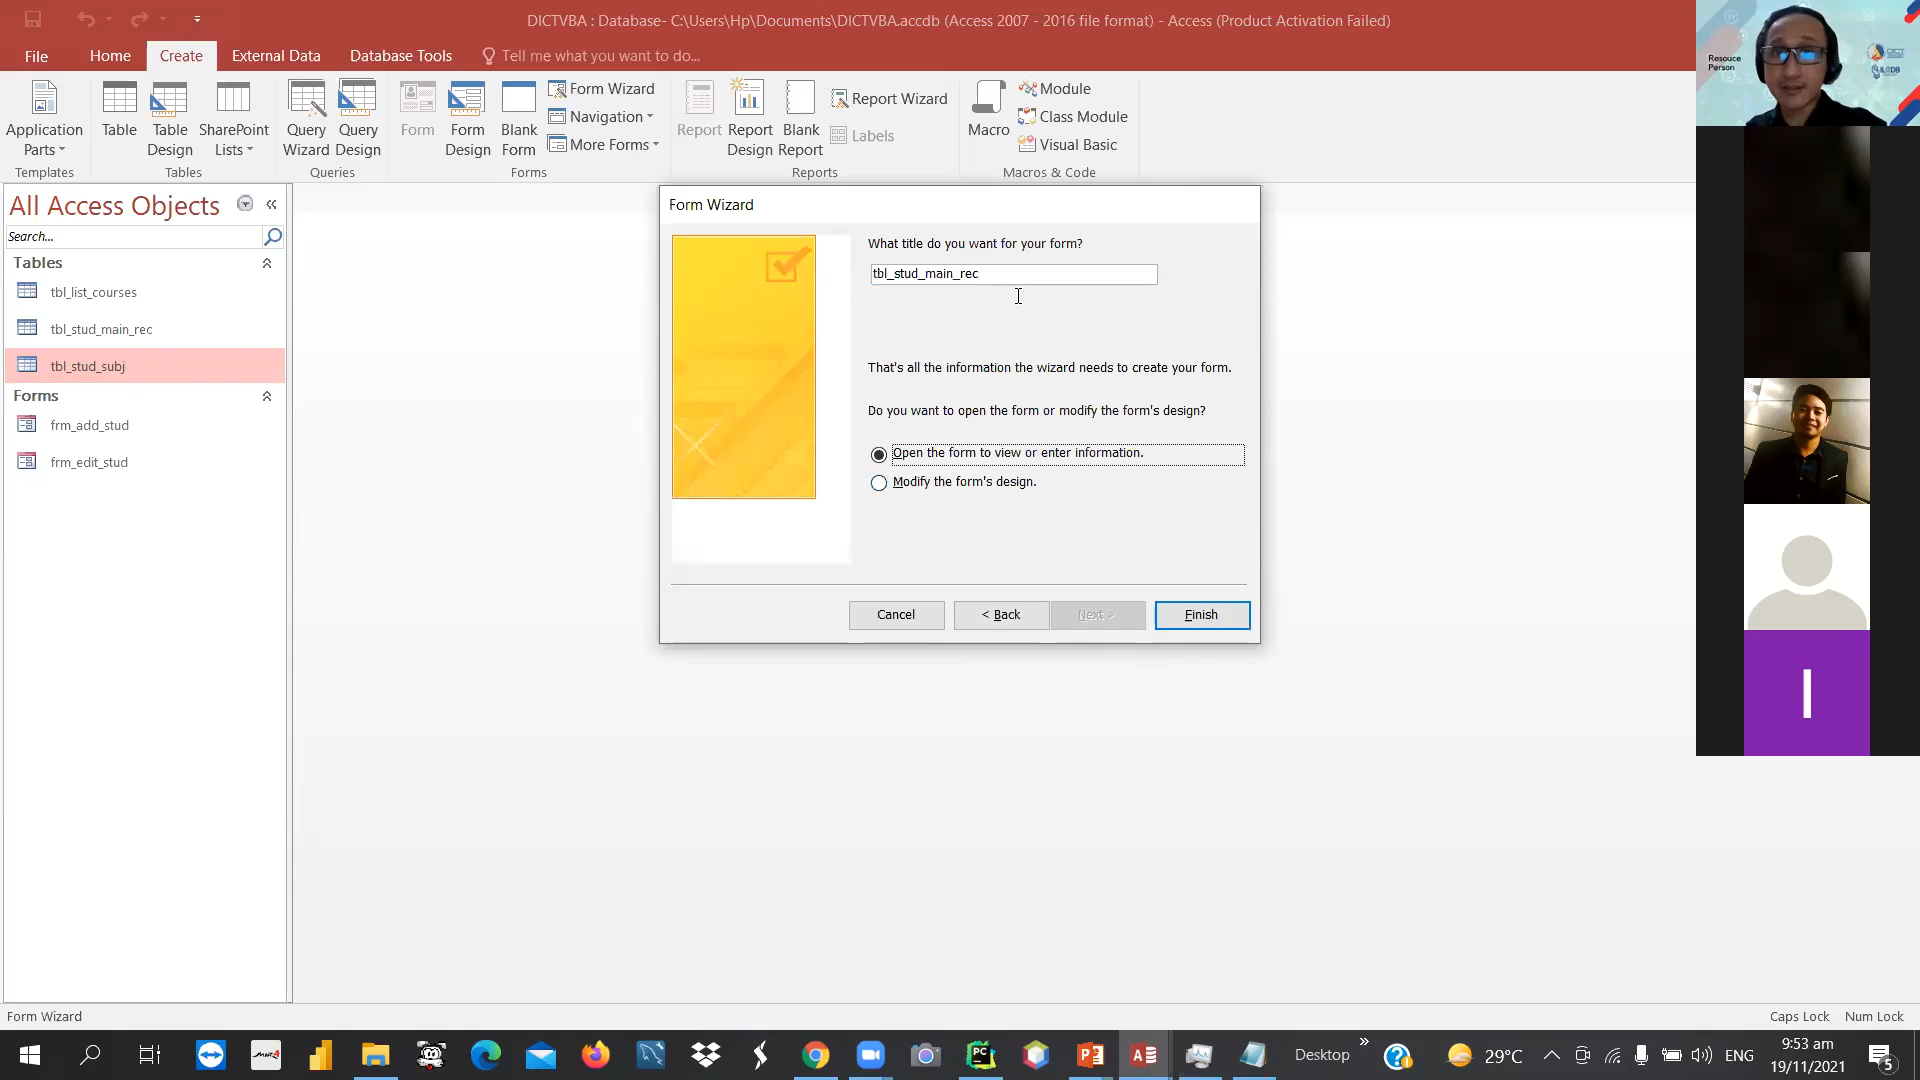 DICTVBA : Database- C:\Users\Hp\Documents\DICTVBA.accdb (Access 2007 - 2016 file format) - Access (Product Activation Failed)
File
Home
Create
External Data
Database Tools
Tell me what you want to do...
Application Parts
Table
Table Design
SharePoint Lists
Query Wizard
Query Design
Form
Form Design
Blank Form
Form Wizard
Navigation
More Forms
Report
Report Design
Blank Report
Report Wizard
Labels
Macro
Module
Class Module
Visual Basic
Templates
Tables
Queries
Forms
Reports
Macros & Code
Resouce
Person
DICT
All Access Objects
Search...
Tables
tbl_list_courses
tbl_stud_main_rec
tbl_stud_subj
Forms
frm_add_stud
frm_edit_stud
Form Wizard
What title do you want for your form?
tbl_stud_main_rec
That's all the information the wizard needs to create your form.
Do you want to open the form or modify the form's design?
Open the form to view or enter information.
Modify the form's design.
Cancel
< Back
Next >
Finish
I
Form Wizard
Caps Lock
Num Lock
Desktop
29°C
ENG
9:53 am
19/11/2021
5